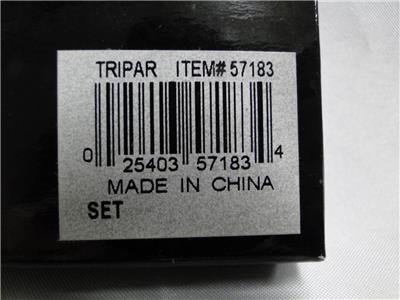 TRIPAR ITEM# 57183
0 25403 57183 4
MADE IN CHINA
SET